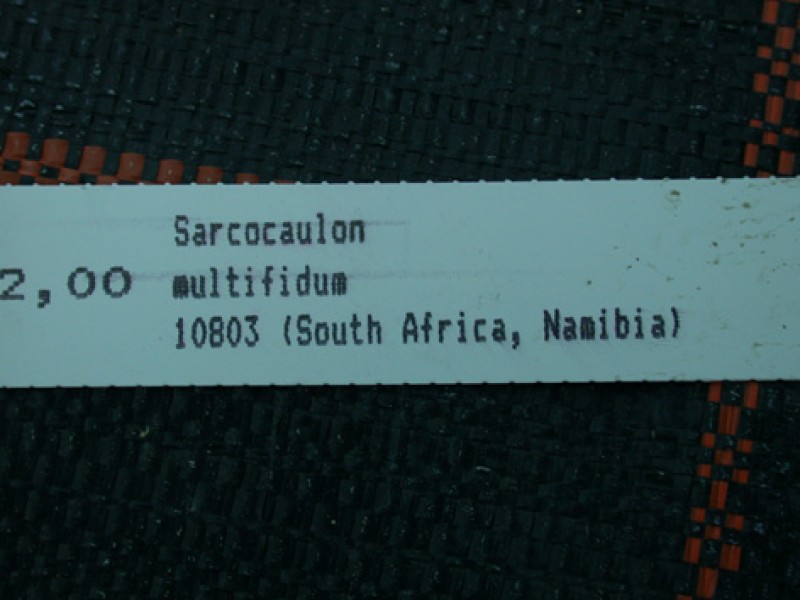 Sarcocaulon
2,00 multifidum
10803 (South Africa, Namibia)